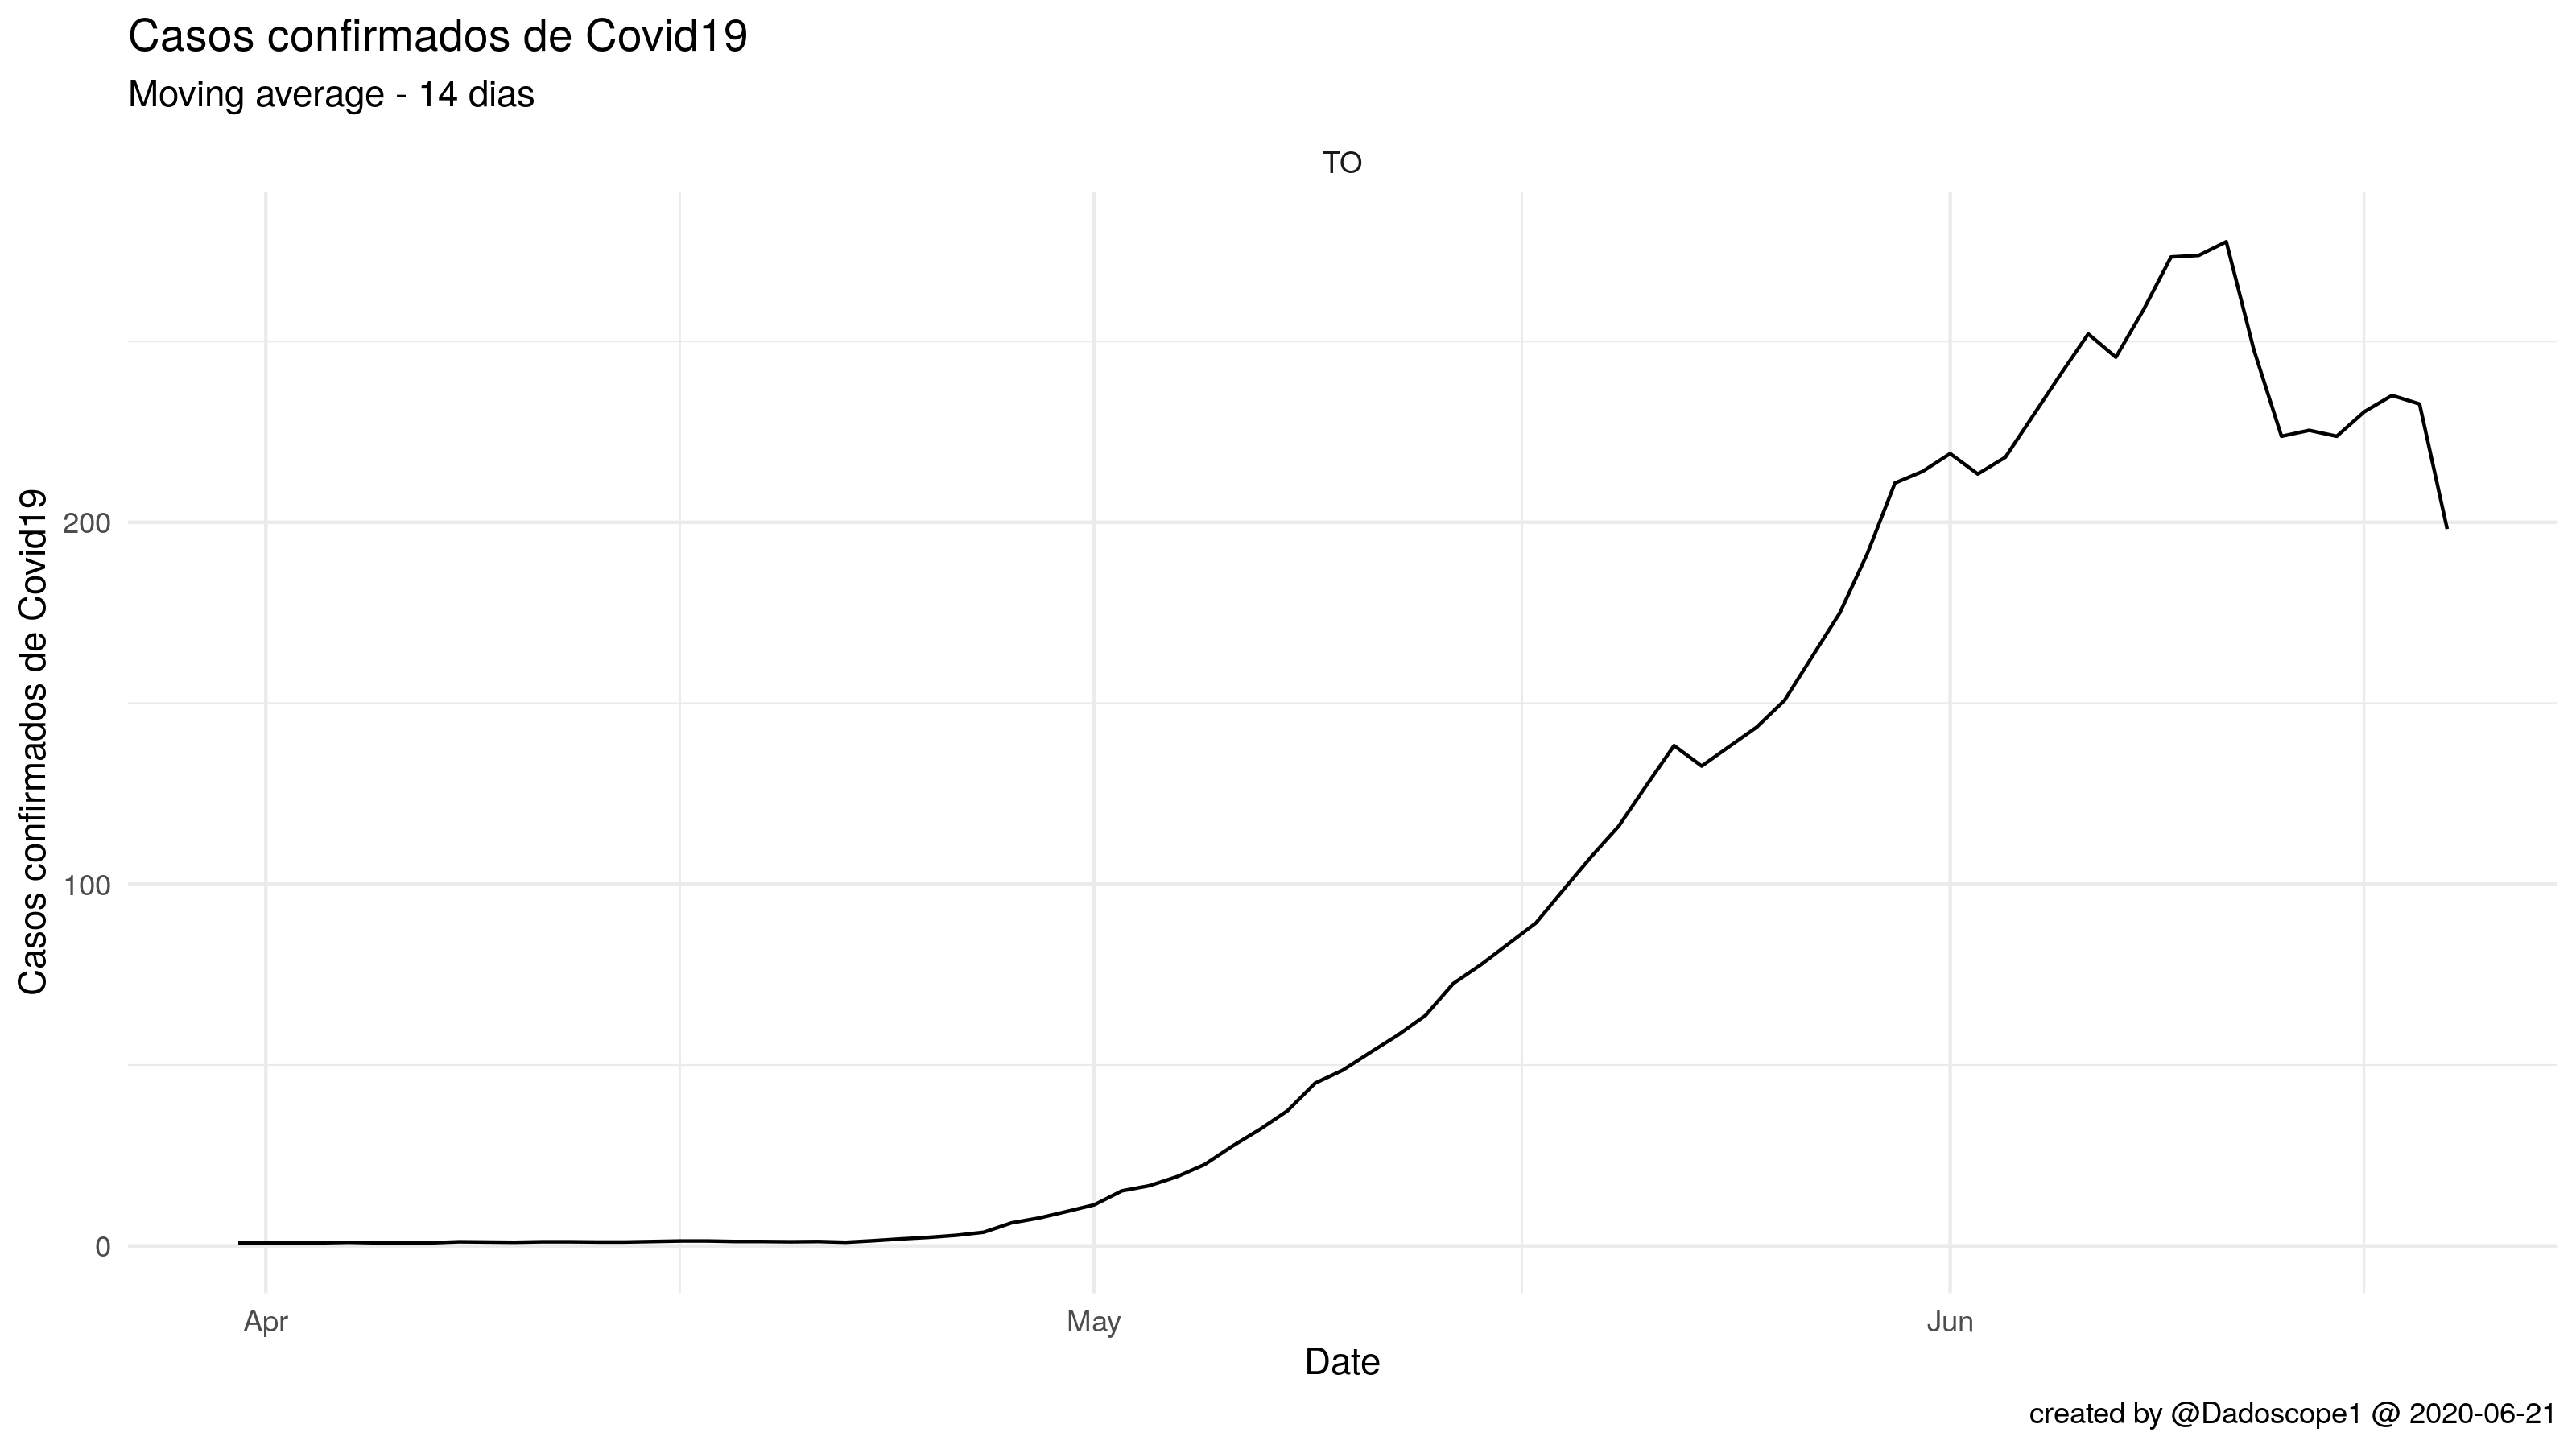 Casos confirmados de Covid19
Moving average - 14 dias
TO
Casos confirmados de Covid19
200
100
0
Apr
May
Jun
Date
created by @Dadoscope1 @ 2020-06-21